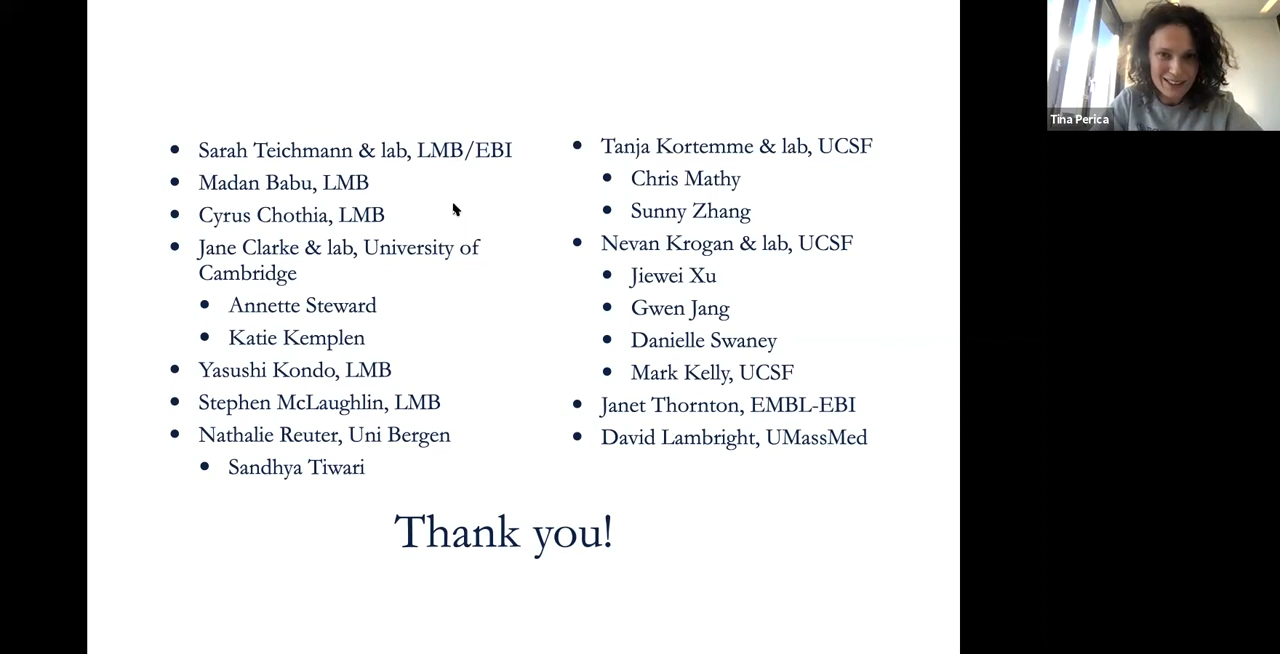 Sarah Teichmann & lab, LMB/EBI
Madan Babu, LMB
Cyrus Chothia, LMB
Jane Clarke & lab, University of
Cambridge
Annette Steward
Katie Kemplen
Yasushi Kondo, LMB
Stephen McLaughlin, LMB
Nathalie Reuter, Uni Bergen
Sandhya Tiwari
Tanja Kortemme & lab, UCSF
Chris Mathy
Sunny Zhang
Nevan Krogan & lab, UCSF
Jiewei Xu
Gwen Jang
Danielle Swaney
Mark Kelly, UCSF
Janet Thornton, EMBL-EBI
David Lambright, UMassMed
Thank you!
Tina Perica